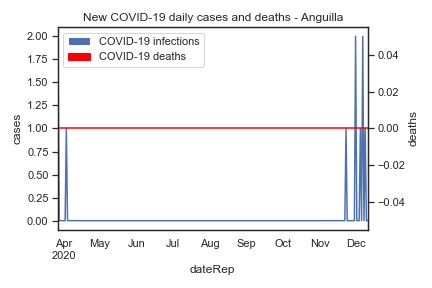 New COVID-19 daily cases and deaths - Anguilla
COVID-19 infections
COVID-19 deaths
2.00
1.75
1.50
1.25
1.00
0.75
0.50
0.25
0.00
cases
0.04
0.02
0.00
−0.02
−0.04
deaths
Apr May Jun Jul Aug Sep Oct Nov Dec
2020
dateRep